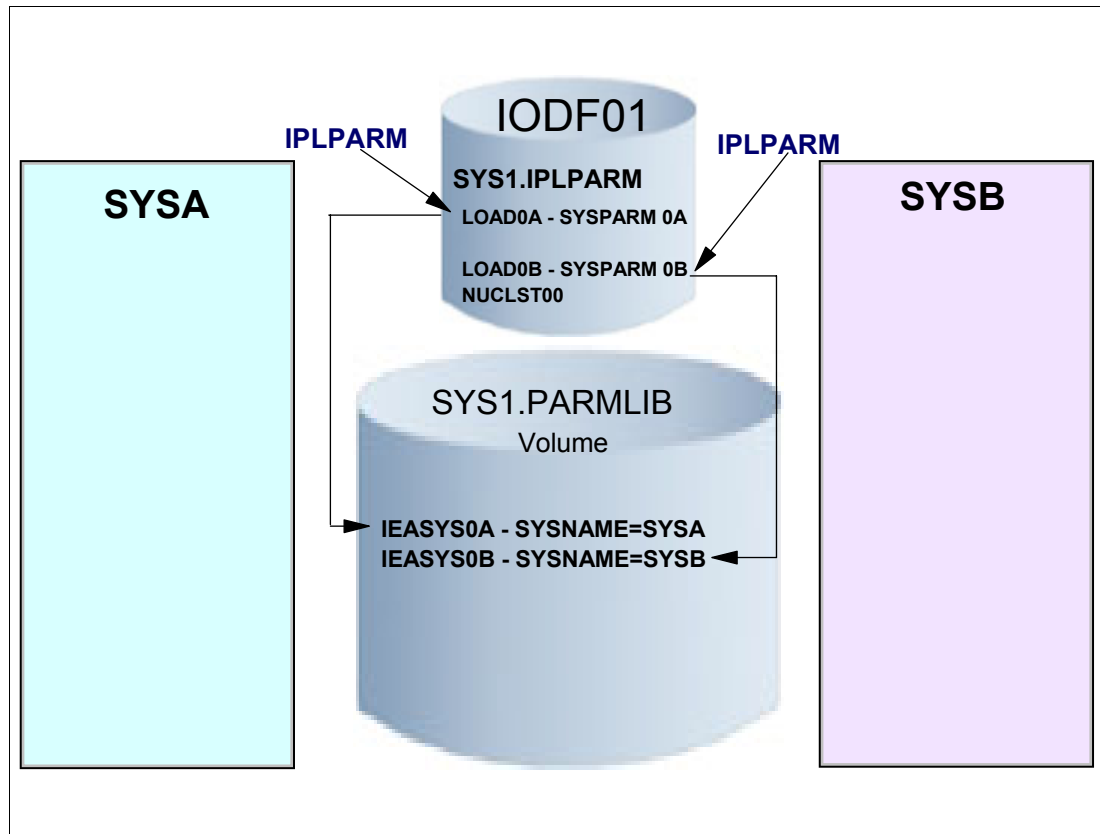 IODF01
IPLPARM
IPLPARM
SYS1.IPLPARM
SYSA
SYSB
LOAD0A - SYSPARM 0A
LOAD0B - SYSPARM 0B
NUCLST00
SYS1.PARMLIB
Volume
IEASYS0A - SYSNAME=SYSA
IEASYS0B - SYSNAME=SYSB